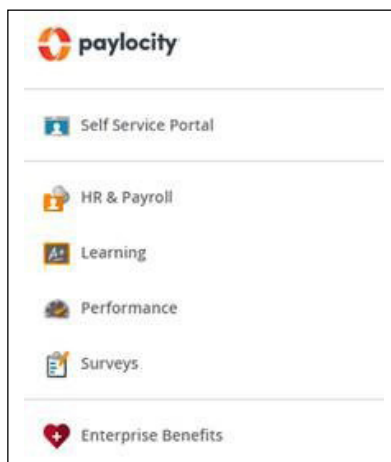 paylocity
Self Service Portal
HR & Payroll
A+
Learning
Performance
Surveys
Enterprise Benefits